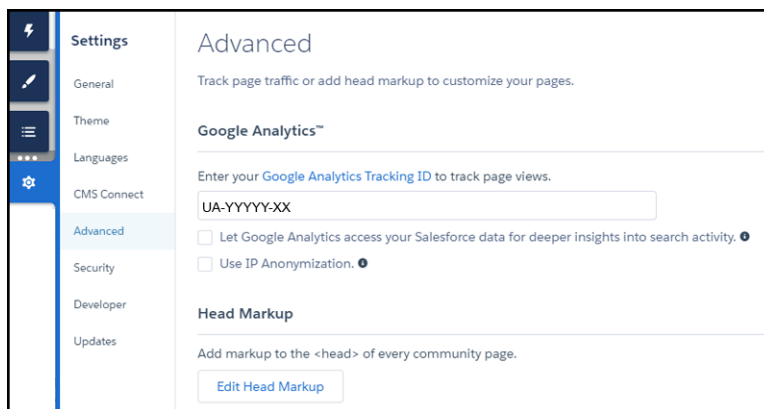 Settings
General
Theme
Languages
CMS Connect
Advanced
Security
Developer
Updates
Advanced
Track page traffic or add head markup to customize your pages.
Google Analytics™
Enter your Google Analytics Tracking ID to track page views.
UA-YYYYY-XX
Let Google Analytics access your Salesforce data for deeper insights into search activity.
Use IP Anonymization.
Head Markup
Add markup to the <head> of every community page.
Edit Head Markup